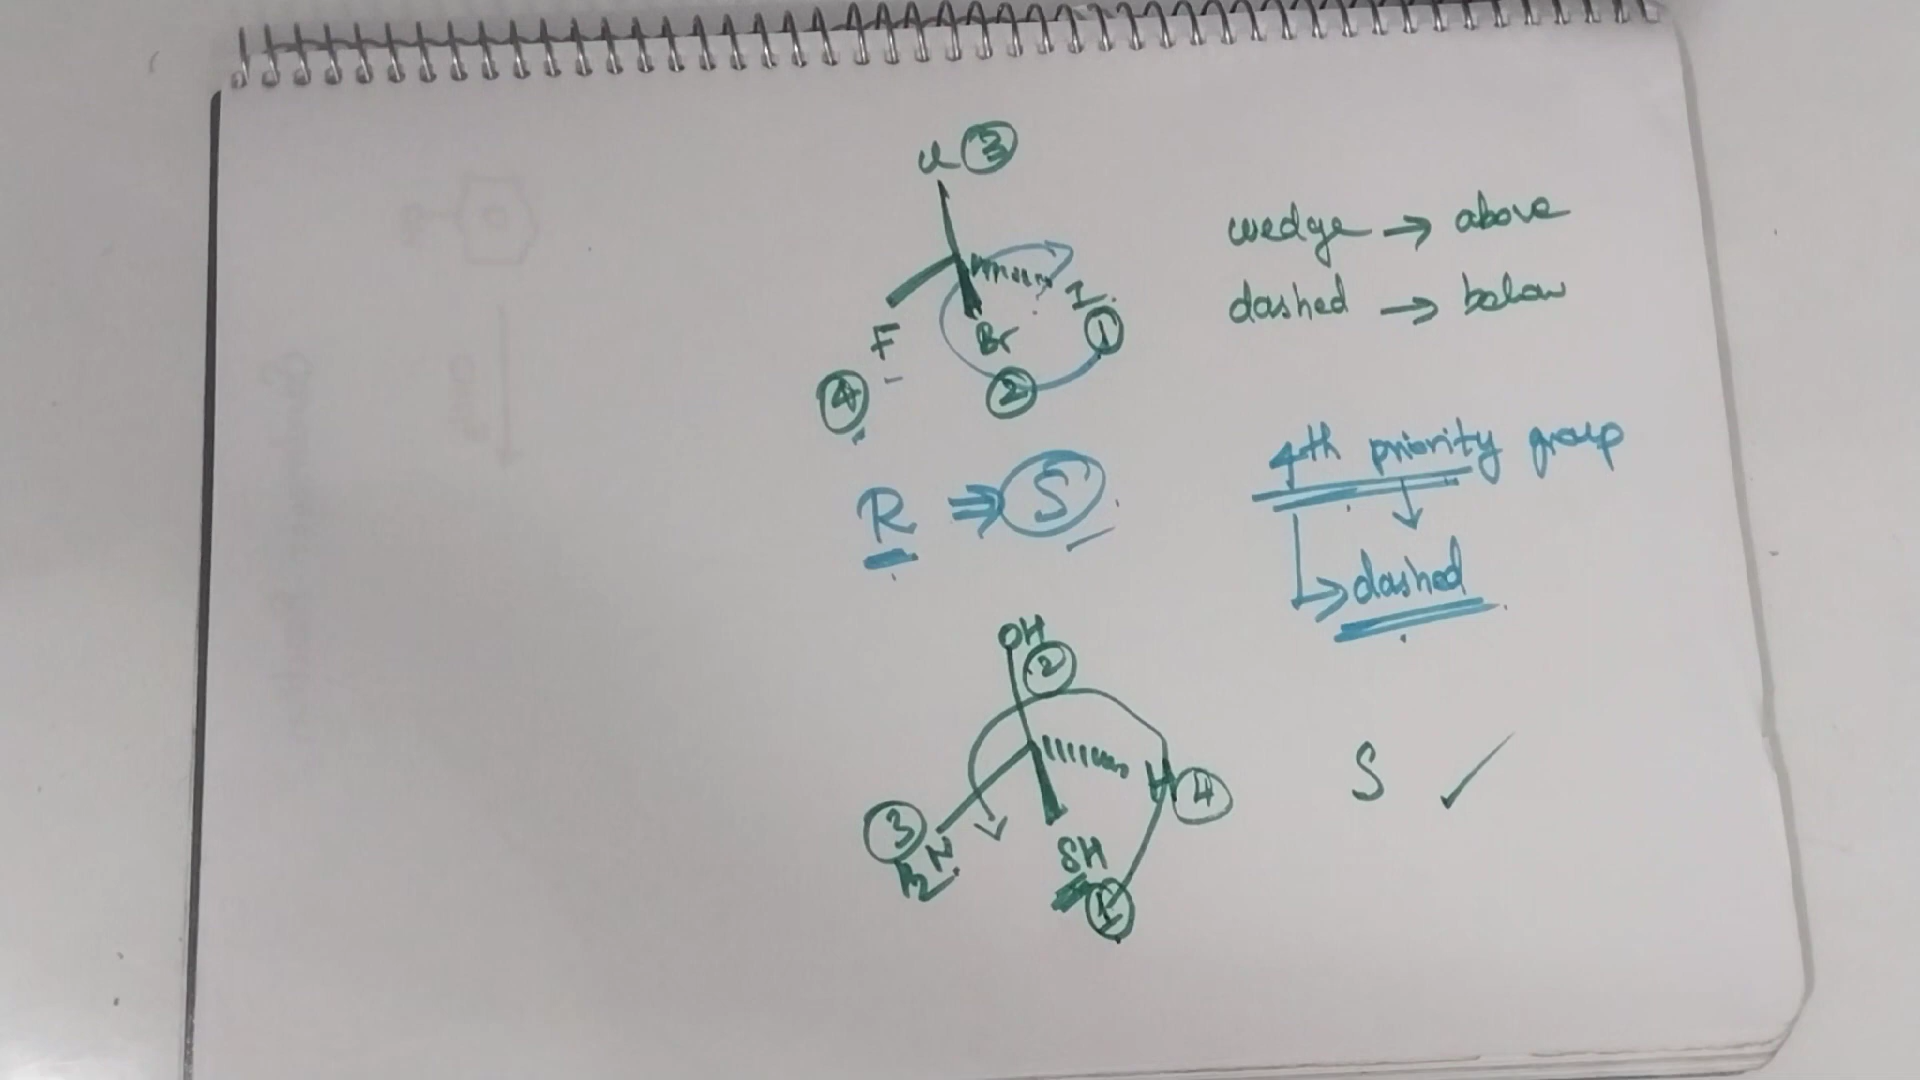 Cl ③
wedge → above
I
①
dashed → below
F
Br
④
②
4th priority group
R ⇒ S
dashed
OH
②
H ④
S ✓
③
H₂N
SH
①